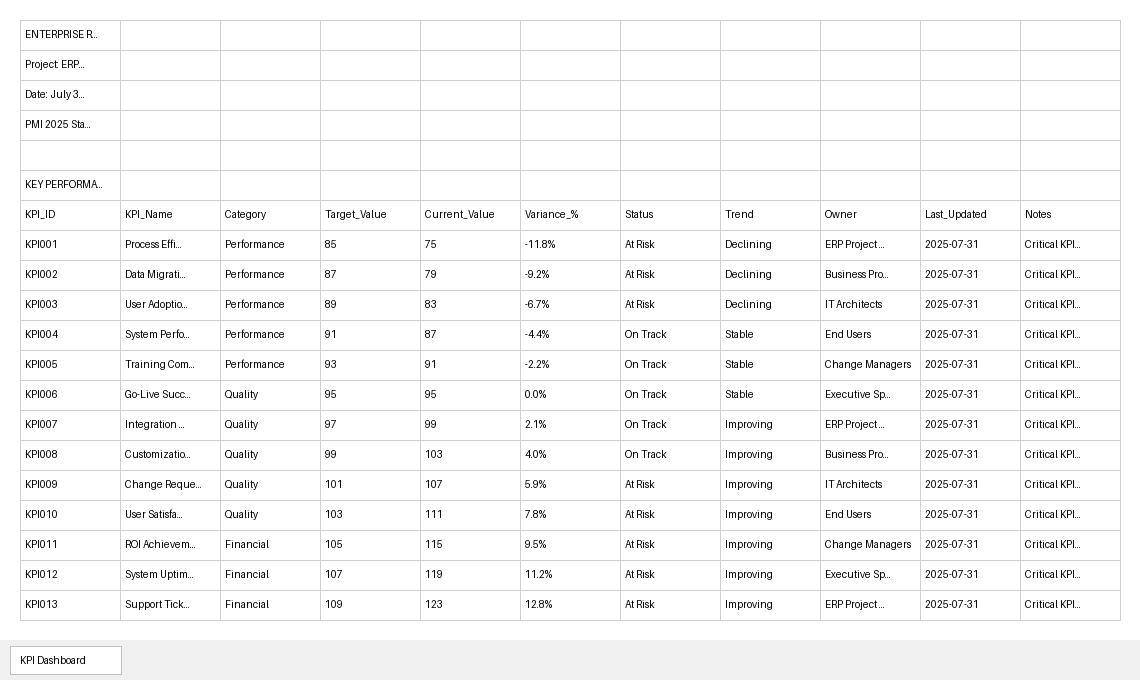 ENTERPRISE R...
Project: ERP...
Date: July 3...
PMI 2025 Sta...
KEY PERFORMA...
KPI_ID KPI_Name Category Target_Value Current_Value Variance_% Status Trend Owner Last_Updated Notes
KPI001 Process Effi... Performance 85 75 -11.8% At Risk Declining ERP Project ... 2025-07-31 Critical KPI...
KPI002 Data Migrati... Performance 87 79 -9.2% At Risk Declining Business Pro... 2025-07-31 Critical KPI...
KPI003 User Adoptio... Performance 89 83 -6.7% At Risk Declining IT Architects 2025-07-31 Critical KPI...
KPI004 System Perfo... Performance 91 87 -4.4% On Track Stable End Users 2025-07-31 Critical KPI...
KPI005 Training Com... Performance 93 91 -2.2% On Track Stable Change Managers 2025-07-31 Critical KPI...
KPI006 Go-Live Succ... Quality 95 95 0.0% On Track Stable Executive Sp... 2025-07-31 Critical KPI...
KPI007 Integration ... Quality 97 99 2.1% On Track Improving ERP Project ... 2025-07-31 Critical KPI...
KPI008 Customizatio... Quality 99 103 4.0% On Track Improving Business Pro... 2025-07-31 Critical KPI...
KPI009 Change Reque... Quality 101 107 5.9% At Risk Improving IT Architects 2025-07-31 Critical KPI...
KPI010 User Satisfa... Quality 103 111 7.8% At Risk Improving End Users 2025-07-31 Critical KPI...
KPI011 ROI Achievem... Financial 105 115 9.5% At Risk Improving Change Managers 2025-07-31 Critical KPI...
KPI012 System Uptim... Financial 107 119 11.2% At Risk Improving Executive Sp... 2025-07-31 Critical KPI...
KPI013 Support Tick... Financial 109 123 12.8% At Risk Improving ERP Project ... 2025-07-31 Critical KPI...
KPI Dashboard